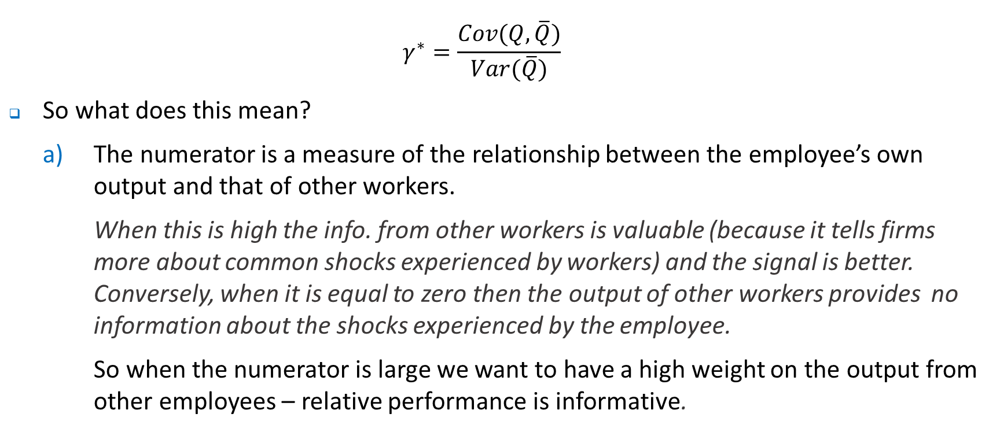 γ* = Cov(Q, Q̄) / Var(Q̄)
❑ So what does this mean?
a) The numerator is a measure of the relationship between the employee’s own
output and that of other workers.
When this is high the info. from other workers is valuable (because it tells firms
more about common shocks experienced by workers) and the signal is better.
Conversely, when it is equal to zero then the output of other workers provides no
information about the shocks experienced by the employee.
So when the numerator is large we want to have a high weight on the output from
other employees – relative performance is informative.